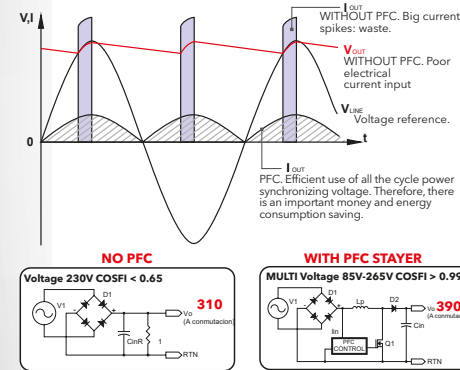 V,I
I OUT
WITHOUT PFC. Big current
spikes: waste.
V OUT
WITHOUT PFC. Poor
electrical
current input
V LINE
Voltage reference.
0
t
I OUT
PFC. Efficient use of all the cycle power
synchronizing voltage. Therefore, there
is an important money and energy
consumption saving.
NO PFC
Voltage 230V COSFI < 0.65
V1
D1
-
+
CinR
1
310
Vo
(A conmutacion)
RTN
WITH PFC STAYER
MULTI Voltage 85V-265V COSFI > 0.99
V1
D1
-
+
Lp
D2
Iin
PFC
CONTROL
Q1
Cin
Vo 390
(A conmutac
RTN